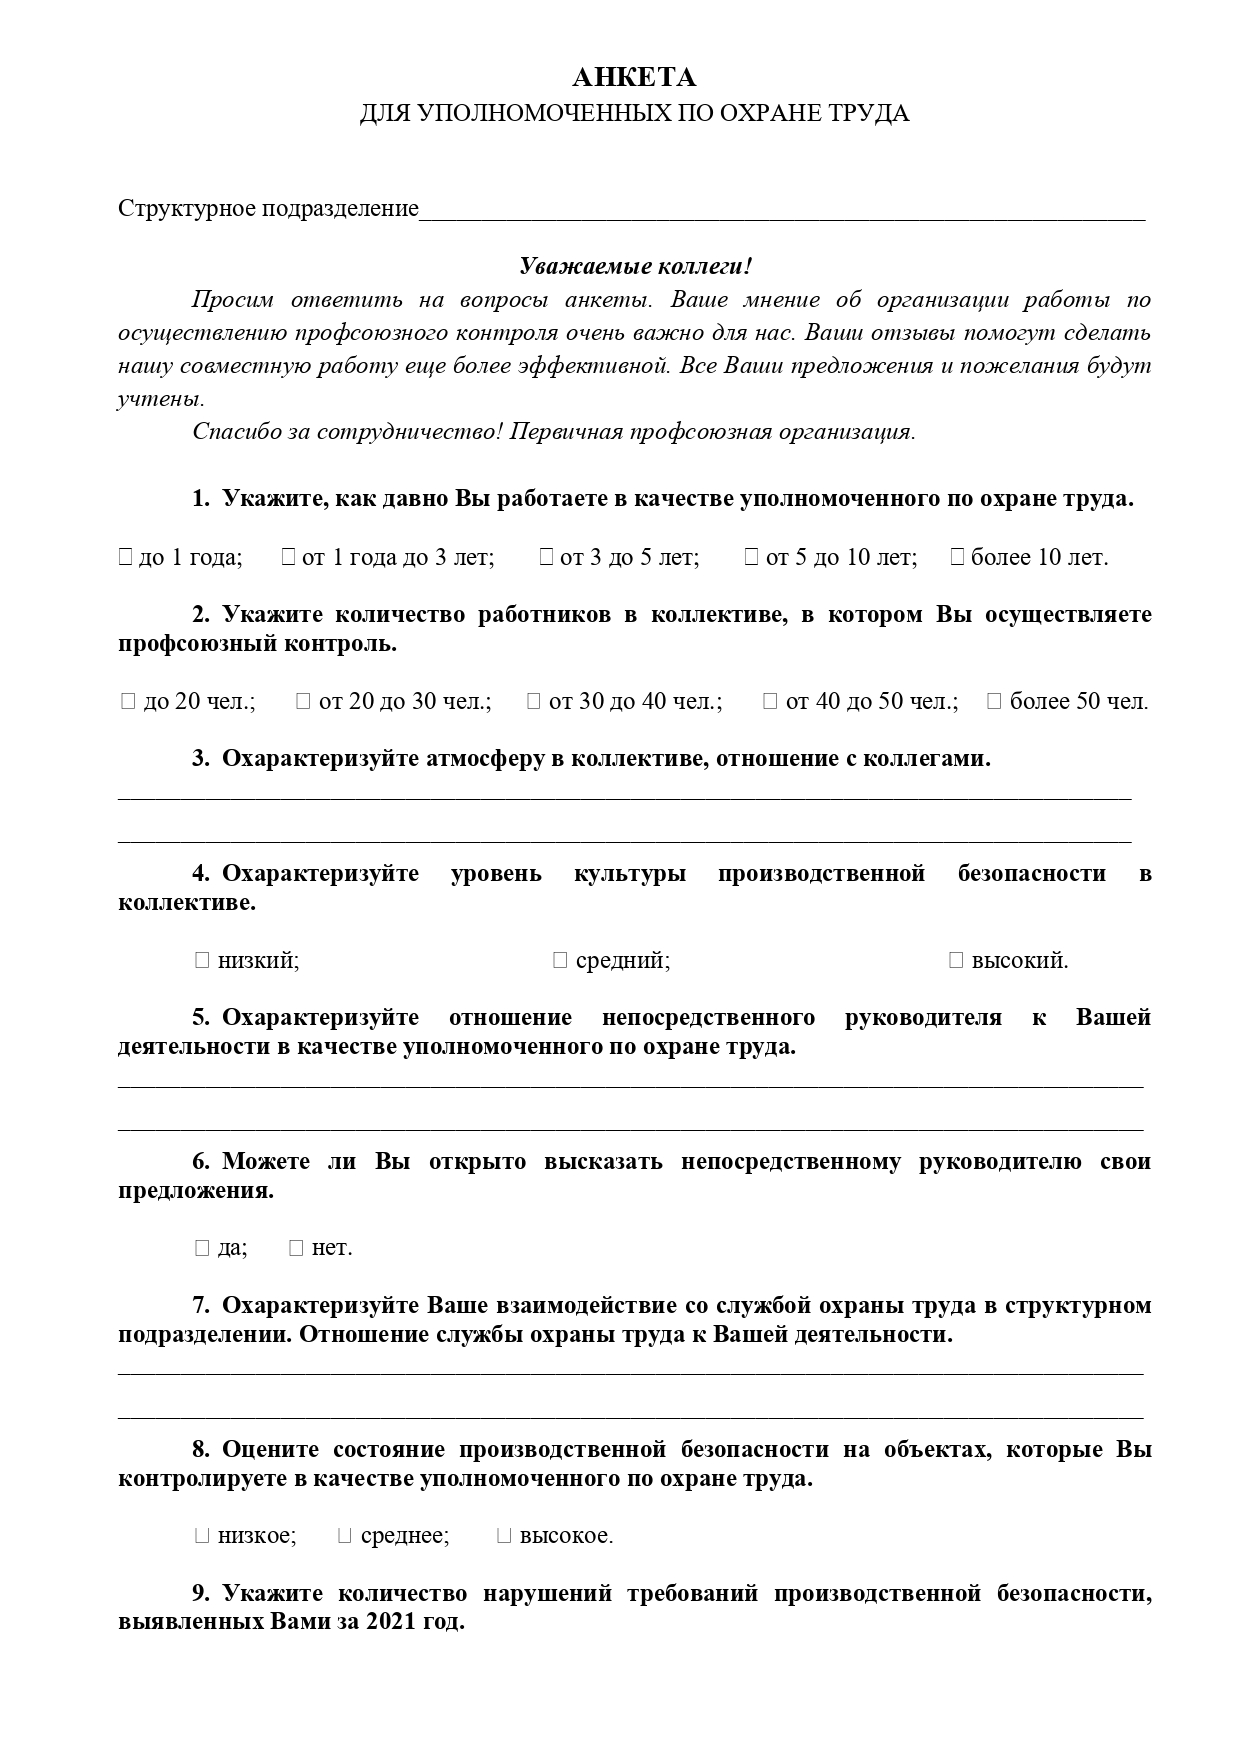 АНКЕТА
ДЛЯ УПОЛНОМОЧЕННЫХ ПО ОХРАНЕ ТРУДА
Структурное подразделение__________________________________________________________
Уважаемые коллеги!
Просим ответить на вопросы анкеты. Ваше мнение об организации работы по
осуществлению профсоюзного контроля очень важно для нас. Ваши отзывы помогут сделать
нашу совместную работу еще более эффективной. Все Ваши предложения и пожелания будут
учтены.
Спасибо за сотрудничество! Первичная профсоюзная организация.
1. Укажите, как давно Вы работаете в качестве уполномоченного по охране труда.
□ до 1 года; □ от 1 года до 3 лет; □ от 3 до 5 лет; □ от 5 до 10 лет; □ более 10 лет.
2. Укажите количество работников в коллективе, в котором Вы осуществляете
профсоюзный контроль.
□ до 20 чел.; □ от 20 до 30 чел.; □ от 30 до 40 чел.; □ от 40 до 50 чел.; □ более 50 чел.
3. Охарактеризуйте атмосферу в коллективе, отношение с коллегами.
_________________________________________________________________________________
_________________________________________________________________________________
4. Охарактеризуйте уровень культуры производственной безопасности в
коллективе.
□ низкий; □ средний; □ высокий.
5. Охарактеризуйте отношение непосредственного руководителя к Вашей
деятельности в качестве уполномоченного по охране труда.
__________________________________________________________________________________
__________________________________________________________________________________
6. Можете ли Вы открыто высказать непосредственному руководителю свои
предложения.
□ да; □ нет.
7. Охарактеризуйте Ваше взаимодействие со службой охраны труда в структурном
подразделении. Отношение службы охраны труда к Вашей деятельности.
__________________________________________________________________________________
__________________________________________________________________________________
8. Оцените состояние производственной безопасности на объектах, которые Вы
контролируете в качестве уполномоченного по охране труда.
□ низкое; □ среднее; □ высокое.
9. Укажите количество нарушений требований производственной безопасности,
выявленных Вами за 2021 год.